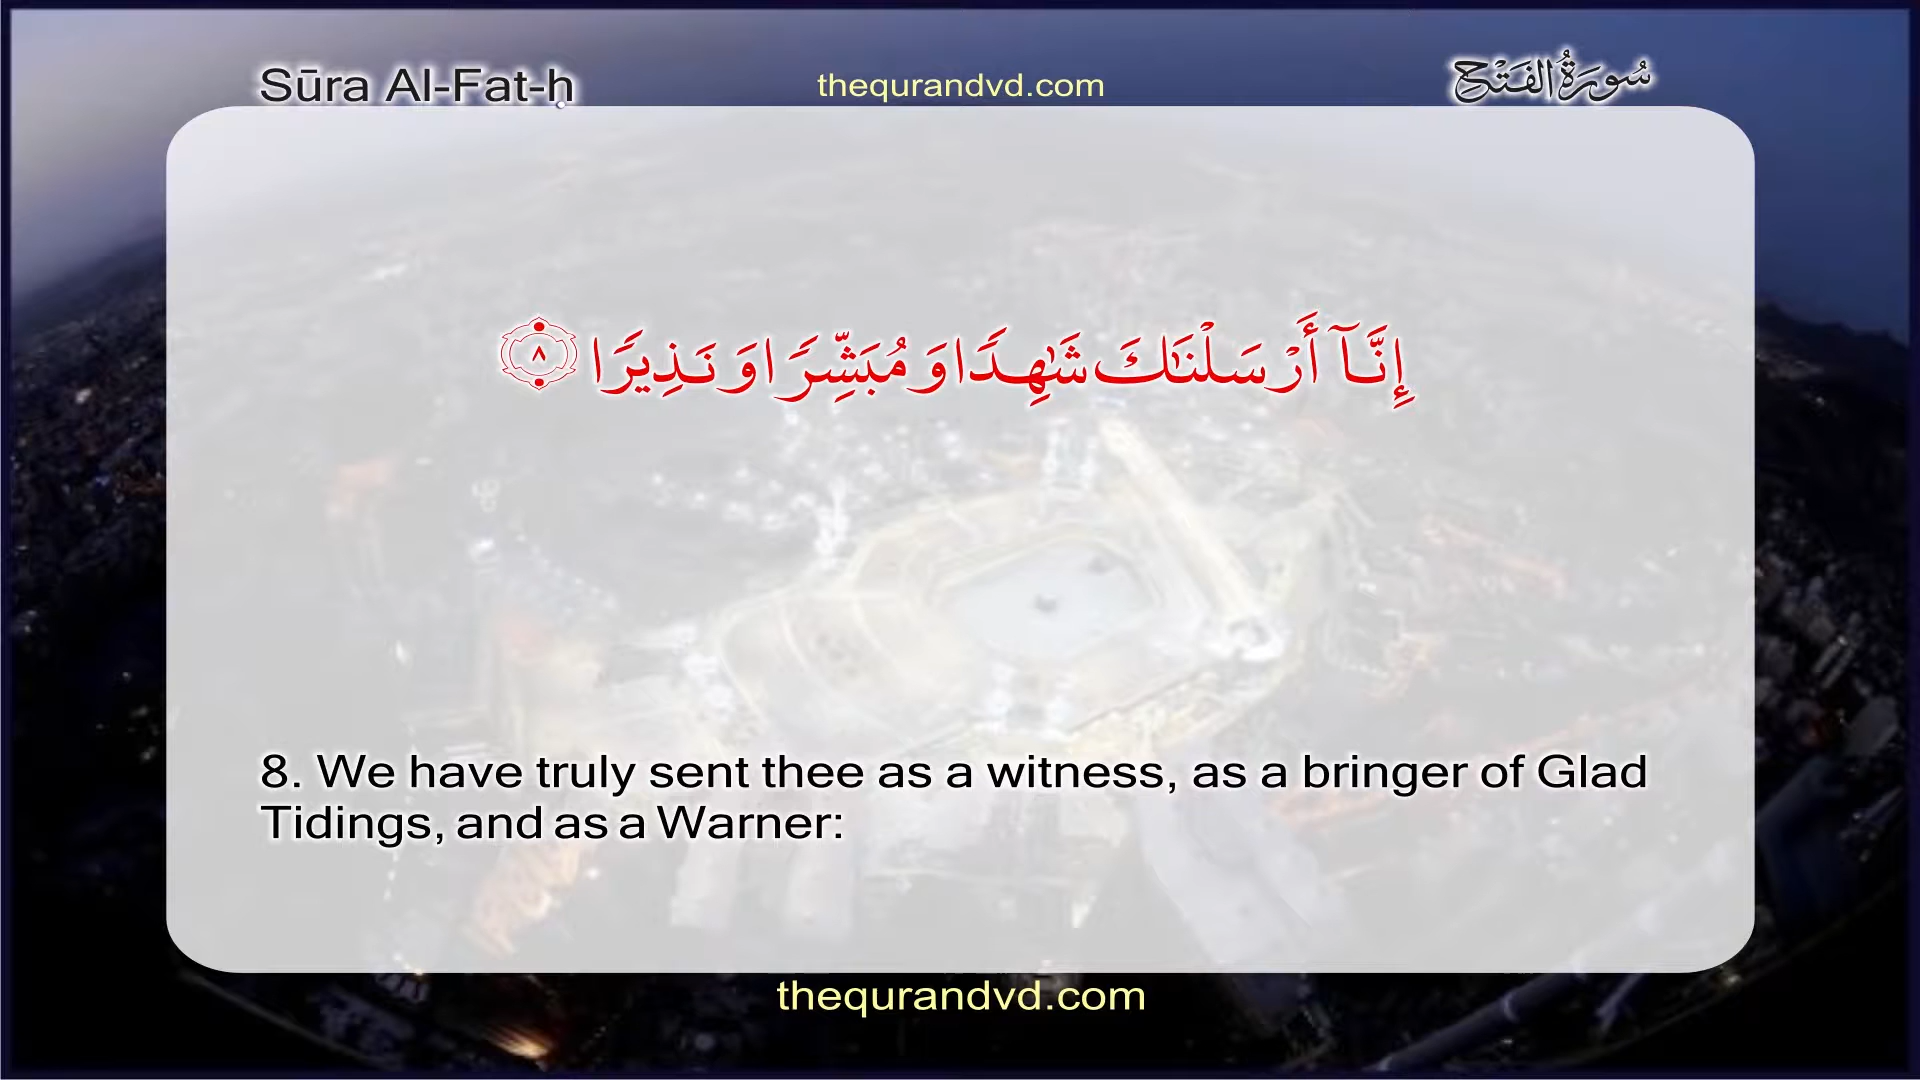 Sūra Al-Fat-ḥ
thequrandvd.com
سُورَةُ الفَتْح
إِنَّآ أَرْسَلْنَٰكَ شَٰهِدًا وَمُبَشِّرًا وَنَذِيرًا ٨
8. We have truly sent thee as a witness, as a bringer of Glad
Tidings, and as a Warner:
thequrandvd.com